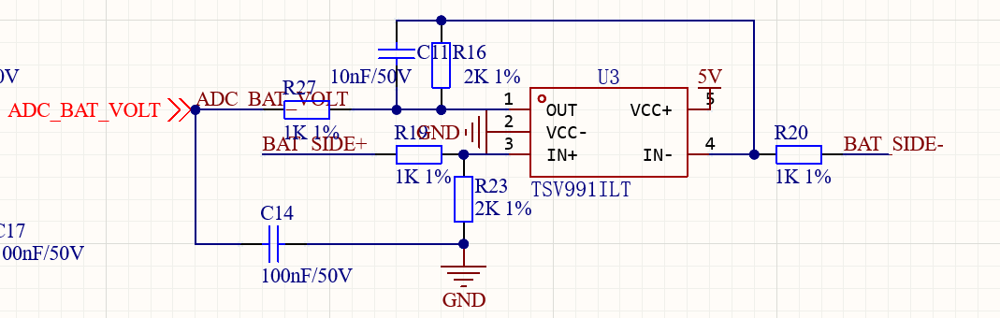 C11
R16
0V
10nF/50V
2K 1%
U3
5V
R27
ADC_BAT_VOLT
ADC_BAT_VOLT
1
OUT
VCC+
5
1K 1%
R19
GND
2
VCC-
BAT_SIDE+
3
IN+
IN-
4
R20
BAT_SIDE-
1K 1%
1K 1%
R23
TSV991ILT
2K 1%
C14
C17
00nF/50V
100nF/50V
GND